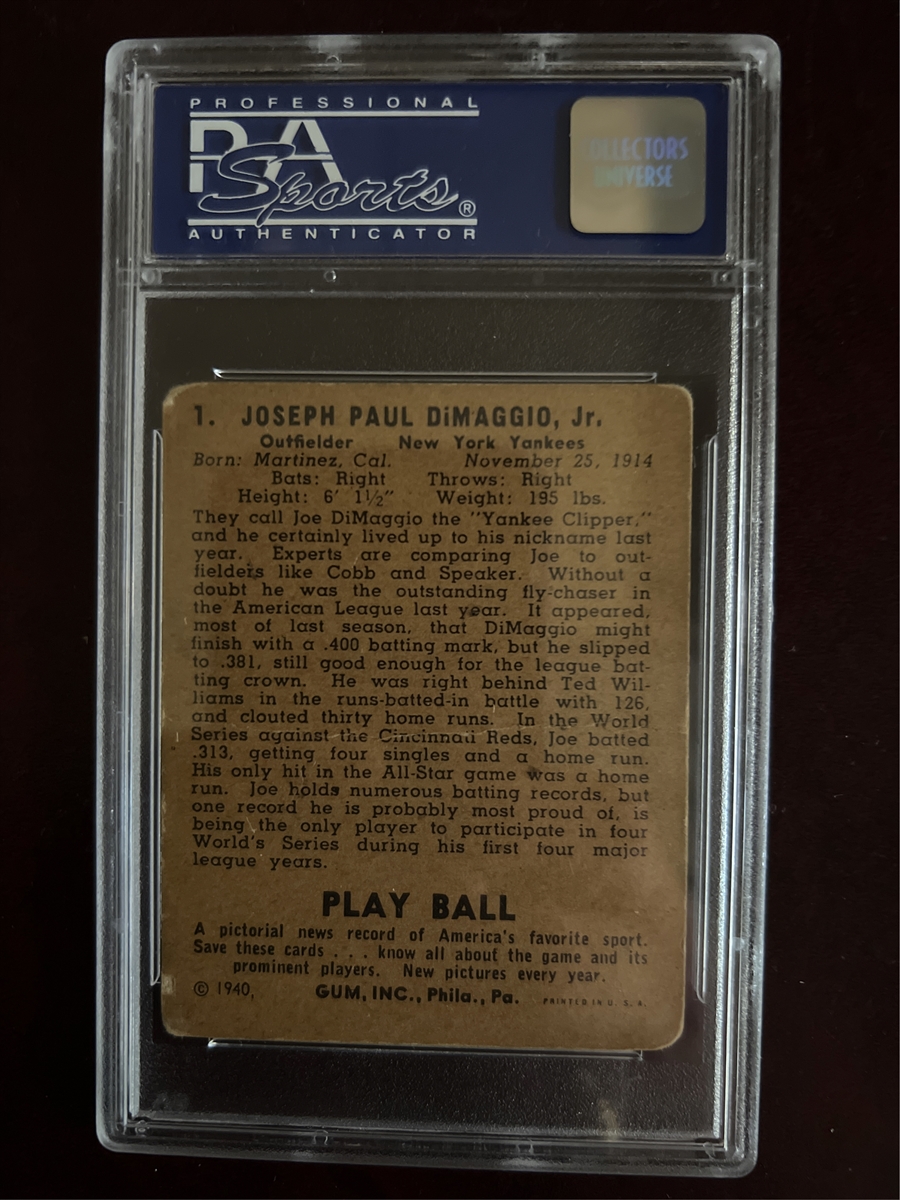 PROFESSIONAL
PSA
Sports®
AUTHENTICATOR
COLLECTORS
UNIVERSE
1. JOSEPH PAUL DiMAGGIO, Jr.
Outfielder New York Yankees
Born: Martinez, Cal. November 25, 1914
Bats: Right Throws: Right
Height: 6' 1½" Weight: 195 lbs.
They call Joe DiMaggio the "Yankee Clipper,"
and he certainly lived up to his nickname last
year. Experts are comparing Joe to out-
fielders like Cobb and Speaker. Without a
doubt he was the outstanding fly-chaser in
the American League last year. It appeared,
most of last season, that DiMaggio might
finish with a .400 batting mark, but he slipped
to .381, still good enough for the league bat-
ting crown. He was right behind Ted Wil-
liams in the runs-batted-in battle with 126,
and clouted thirty home runs. In the World
Series against the Cincinnati Reds, Joe batted
.313, getting four singles and a home run.
His only hit in the All-Star game was a home
run. Joe holds numerous batting records, but
one record he is probably most proud of, is
being the only player to participate in four
World's Series during his first four major
league years.
PLAY BALL
A pictorial news record of America's favorite sport.
Save these cards . . . know all about the game and its
prominent players. New pictures every year.
© 1940, GUM, INC., Phila., Pa. PRINTED IN U. S. A.